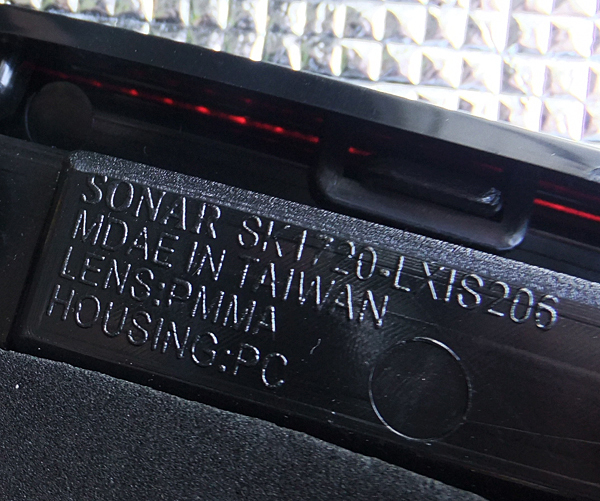 SONAR SK1720-LXIS206
MDAE IN TAIWAN
LENS:PMMA
HOUSING:PC